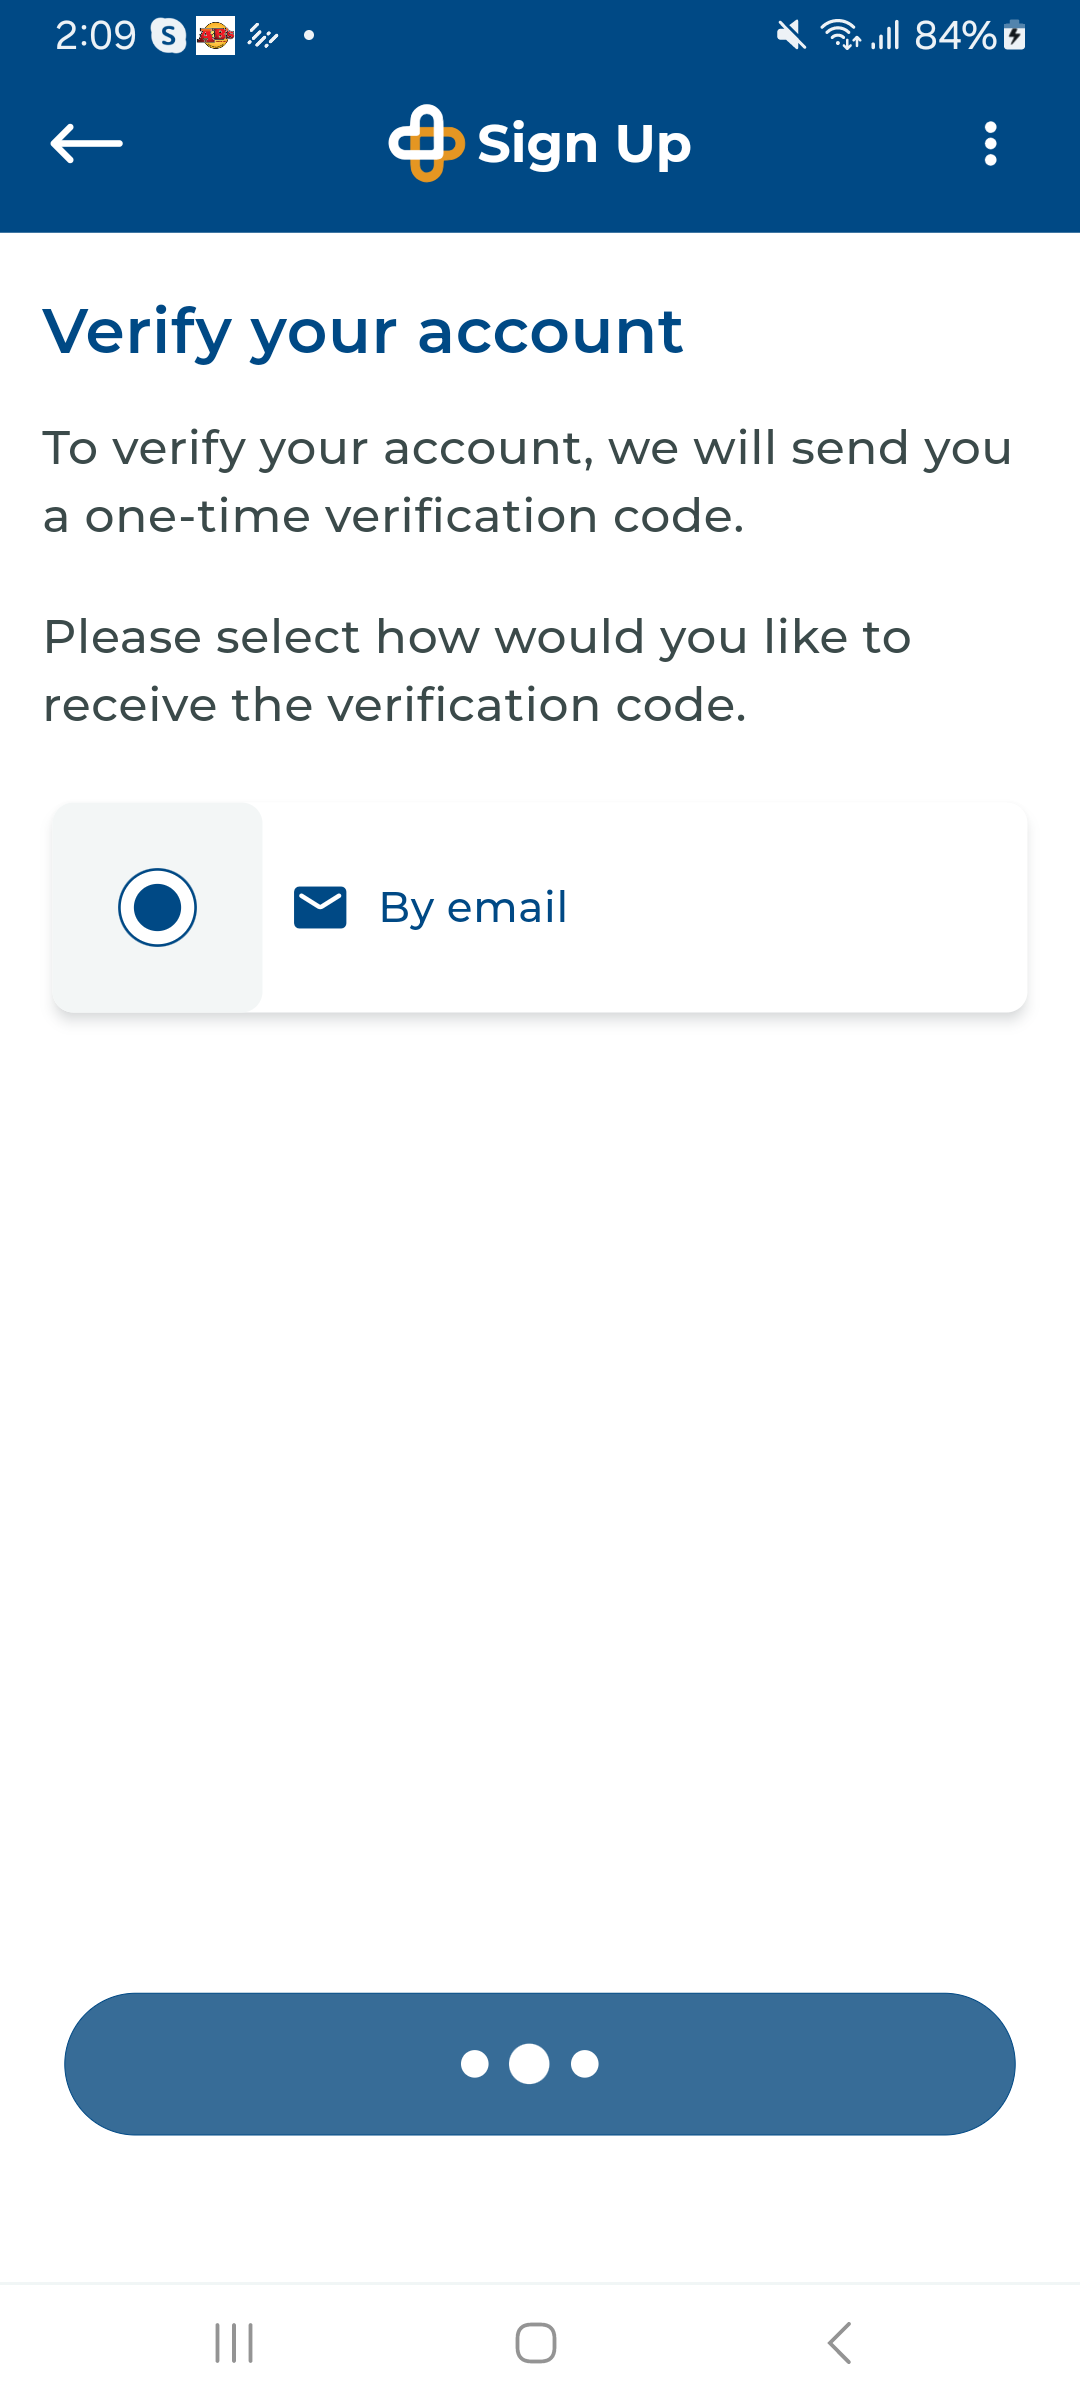 2:09 S ABs 84%
Sign Up
Verify your account
To verify your account, we will send you
a one-time verification code.
Please select how would you like to
receive the verification code.
By email